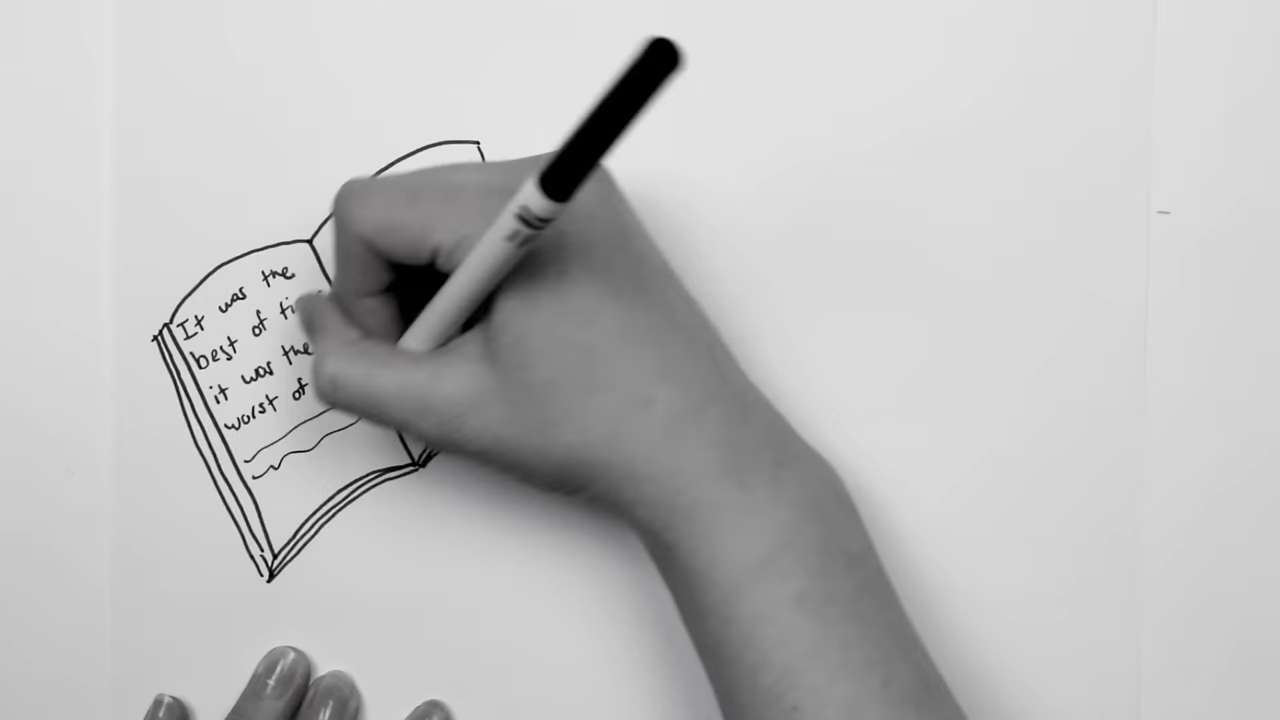 It was the
best of
it was the
worst of